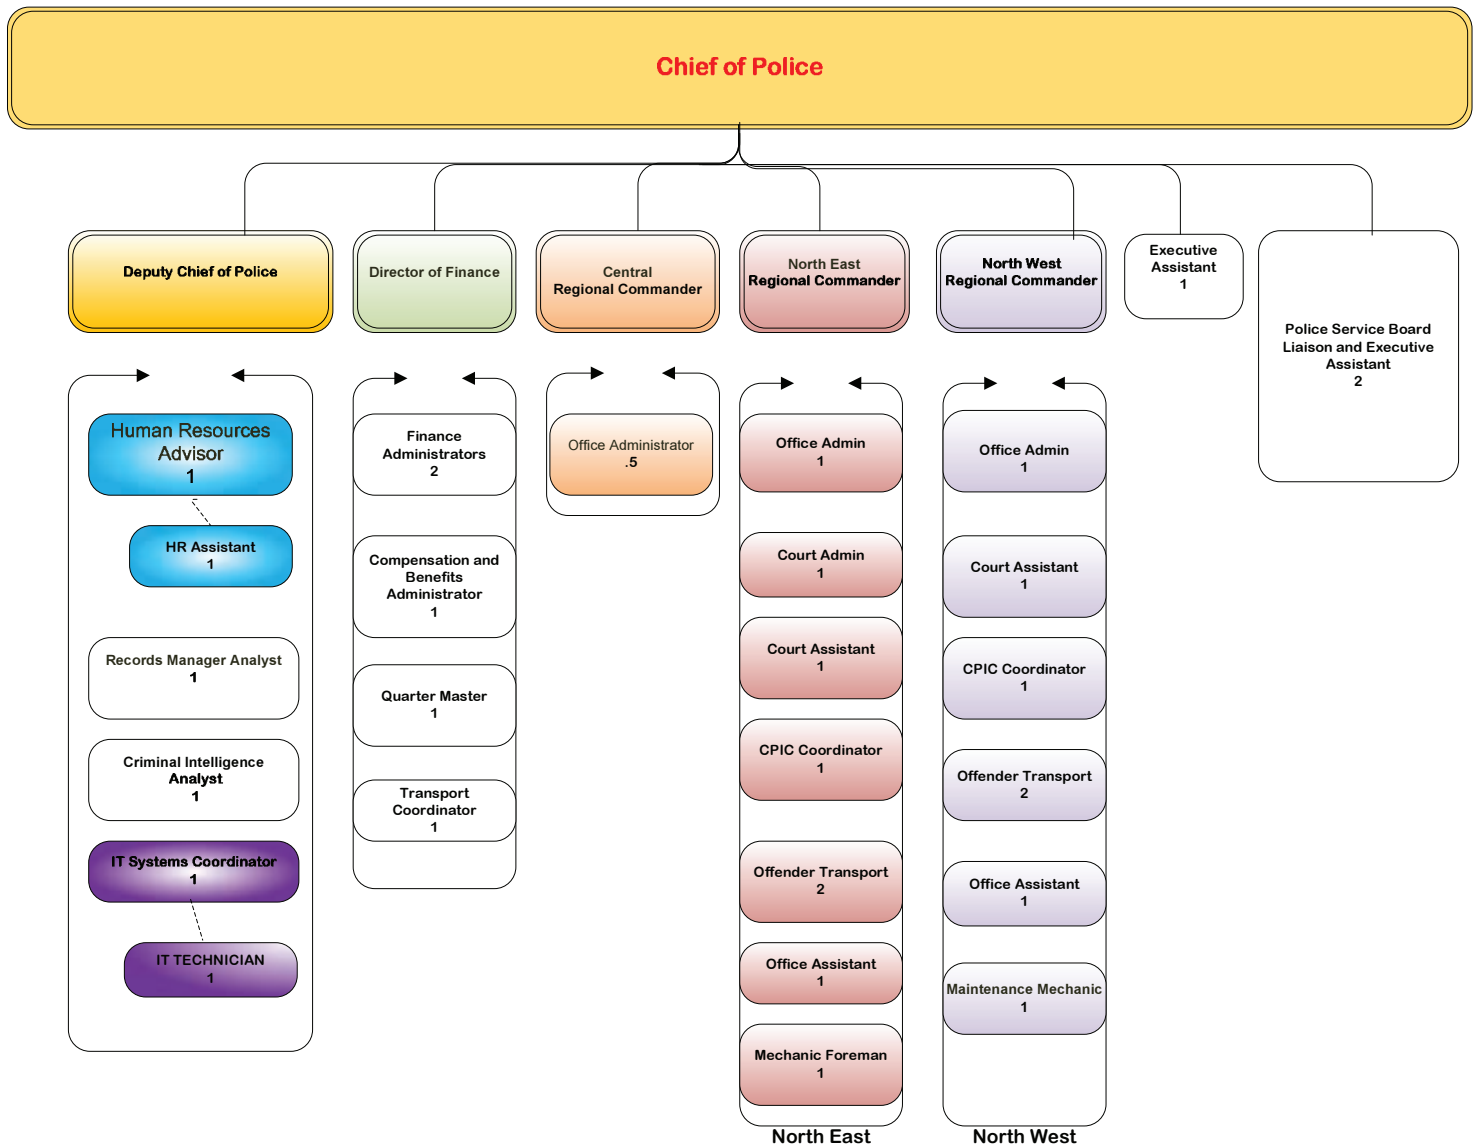 Chief of Police
Deputy Chief of Police
Director of Finance
Central
Regional Commander
North East
Regional Commander
North West
Regional Commander
Executive
Assistant
1
Police Service Board
Liaison and Executive
Assistant
2
Human Resources
Advisor
1
HR Assistant
1
Records Manager Analyst
1
Criminal Intelligence
Analyst
1
IT Systems Coordinator
1
IT TECHNICIAN
1
Finance
Administrators
2
Compensation and
Benefits
Administrator
1
Quarter Master
1
Transport
Coordinator
1
Office Administrator
.5
Office Admin
1
Court Admin
1
Court Assistant
1
CPIC Coordinator
1
Offender Transport
2
Office Assistant
1
Mechanic Foreman
1
North East
Office Admin
1
Court Assistant
1
CPIC Coordinator
1
Offender Transport
2
Office Assistant
1
Maintenance Mechanic
1
North West